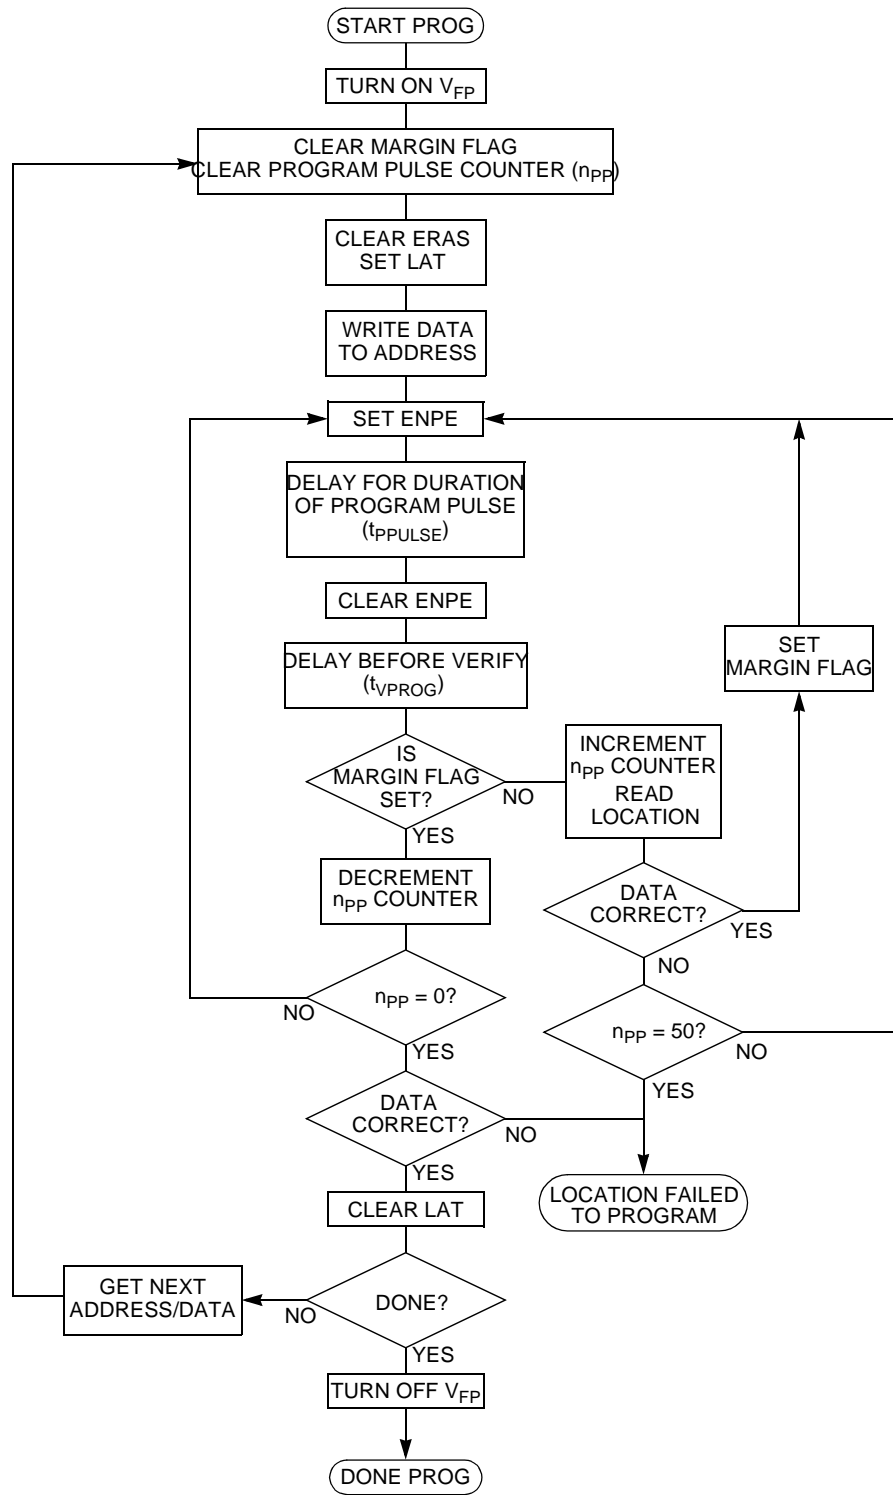 START PROG
TURN ON VFP
CLEAR MARGIN FLAG
CLEAR PROGRAM PULSE COUNTER (nPP)
CLEAR ERAS
SET LAT
WRITE DATA
TO ADDRESS
SET ENPE
DELAY FOR DURATION
OF PROGRAM PULSE
(tPPULSE)
CLEAR ENPE
DELAY BEFORE VERIFY
(tVPROG)
SET
MARGIN FLAG
IS
MARGIN FLAG
SET?
NO
YES
INCREMENT
nPP COUNTER
READ
LOCATION
DECREMENT
nPP COUNTER
DATA
CORRECT?
YES
NO
nPP = 0?
NO
YES
nPP = 50?
NO
YES
DATA
CORRECT?
NO
YES
LOCATION FAILED
TO PROGRAM
CLEAR LAT
GET NEXT
ADDRESS/DATA
DONE?
NO
YES
TURN OFF VFP
DONE PROG